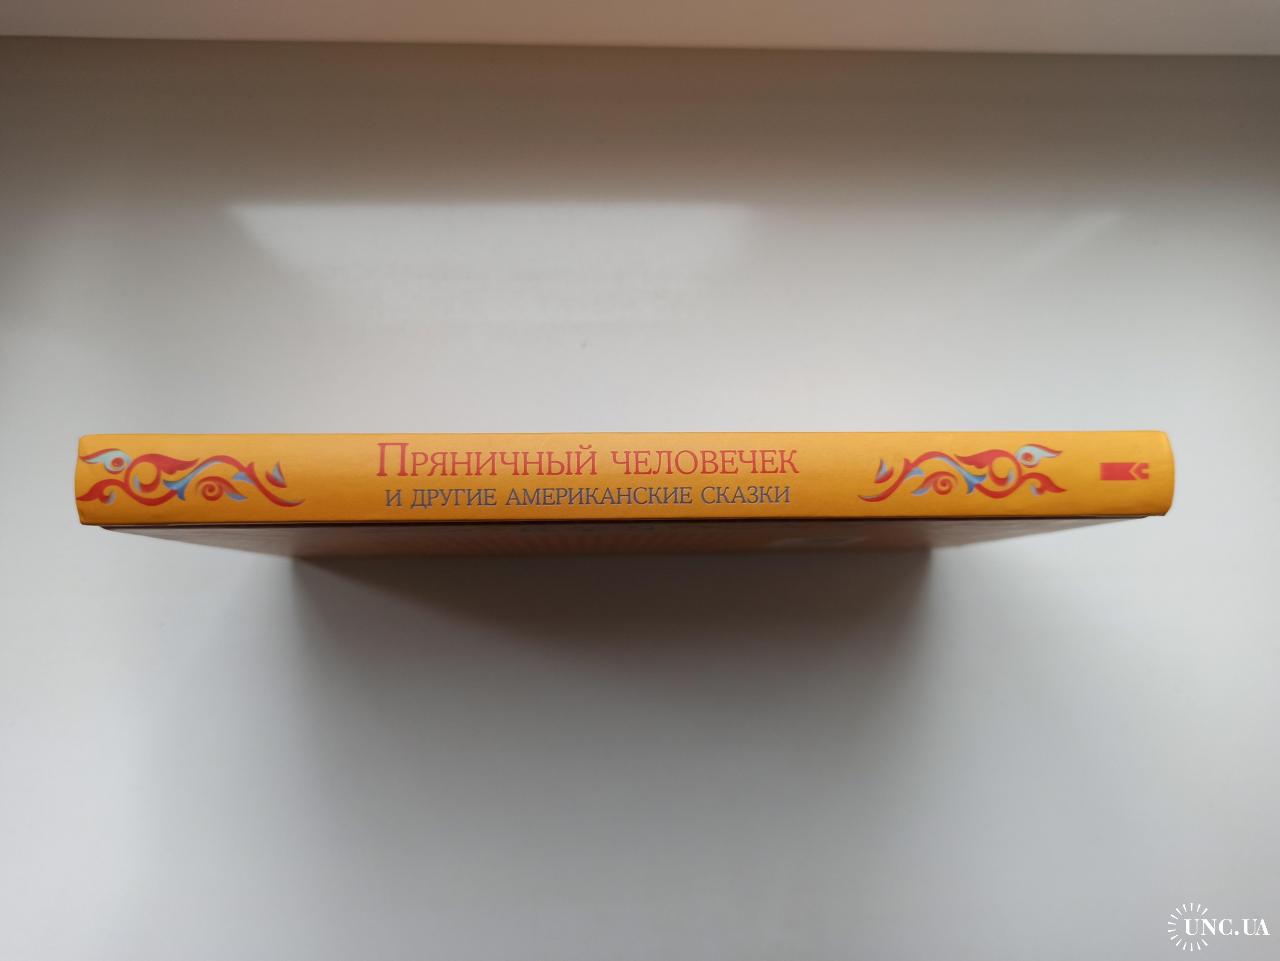 Пряничный человечек
и другие американские сказки
UNC.UA